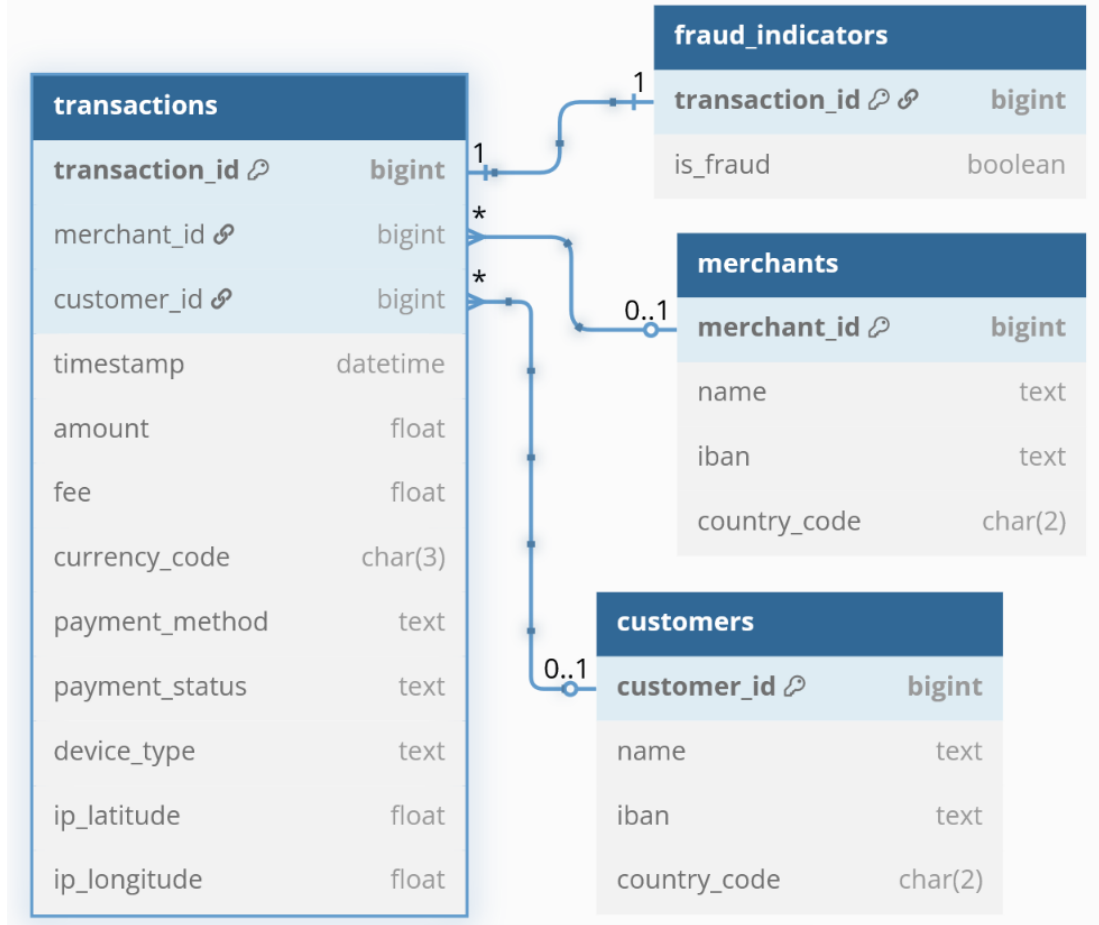 transactions
transaction_id bigint
merchant_id bigint
customer_id bigint
timestamp datetime
amount float
fee float
currency_code char(3)
payment_method text
payment_status text
device_type text
ip_latitude float
ip_longitude float
1
*
*
1
fraud_indicators
transaction_id bigint
is_fraud boolean
0..1
merchants
merchant_id bigint
name text
iban text
country_code char(2)
0..1
customers
customer_id bigint
name text
iban text
country_code char(2)